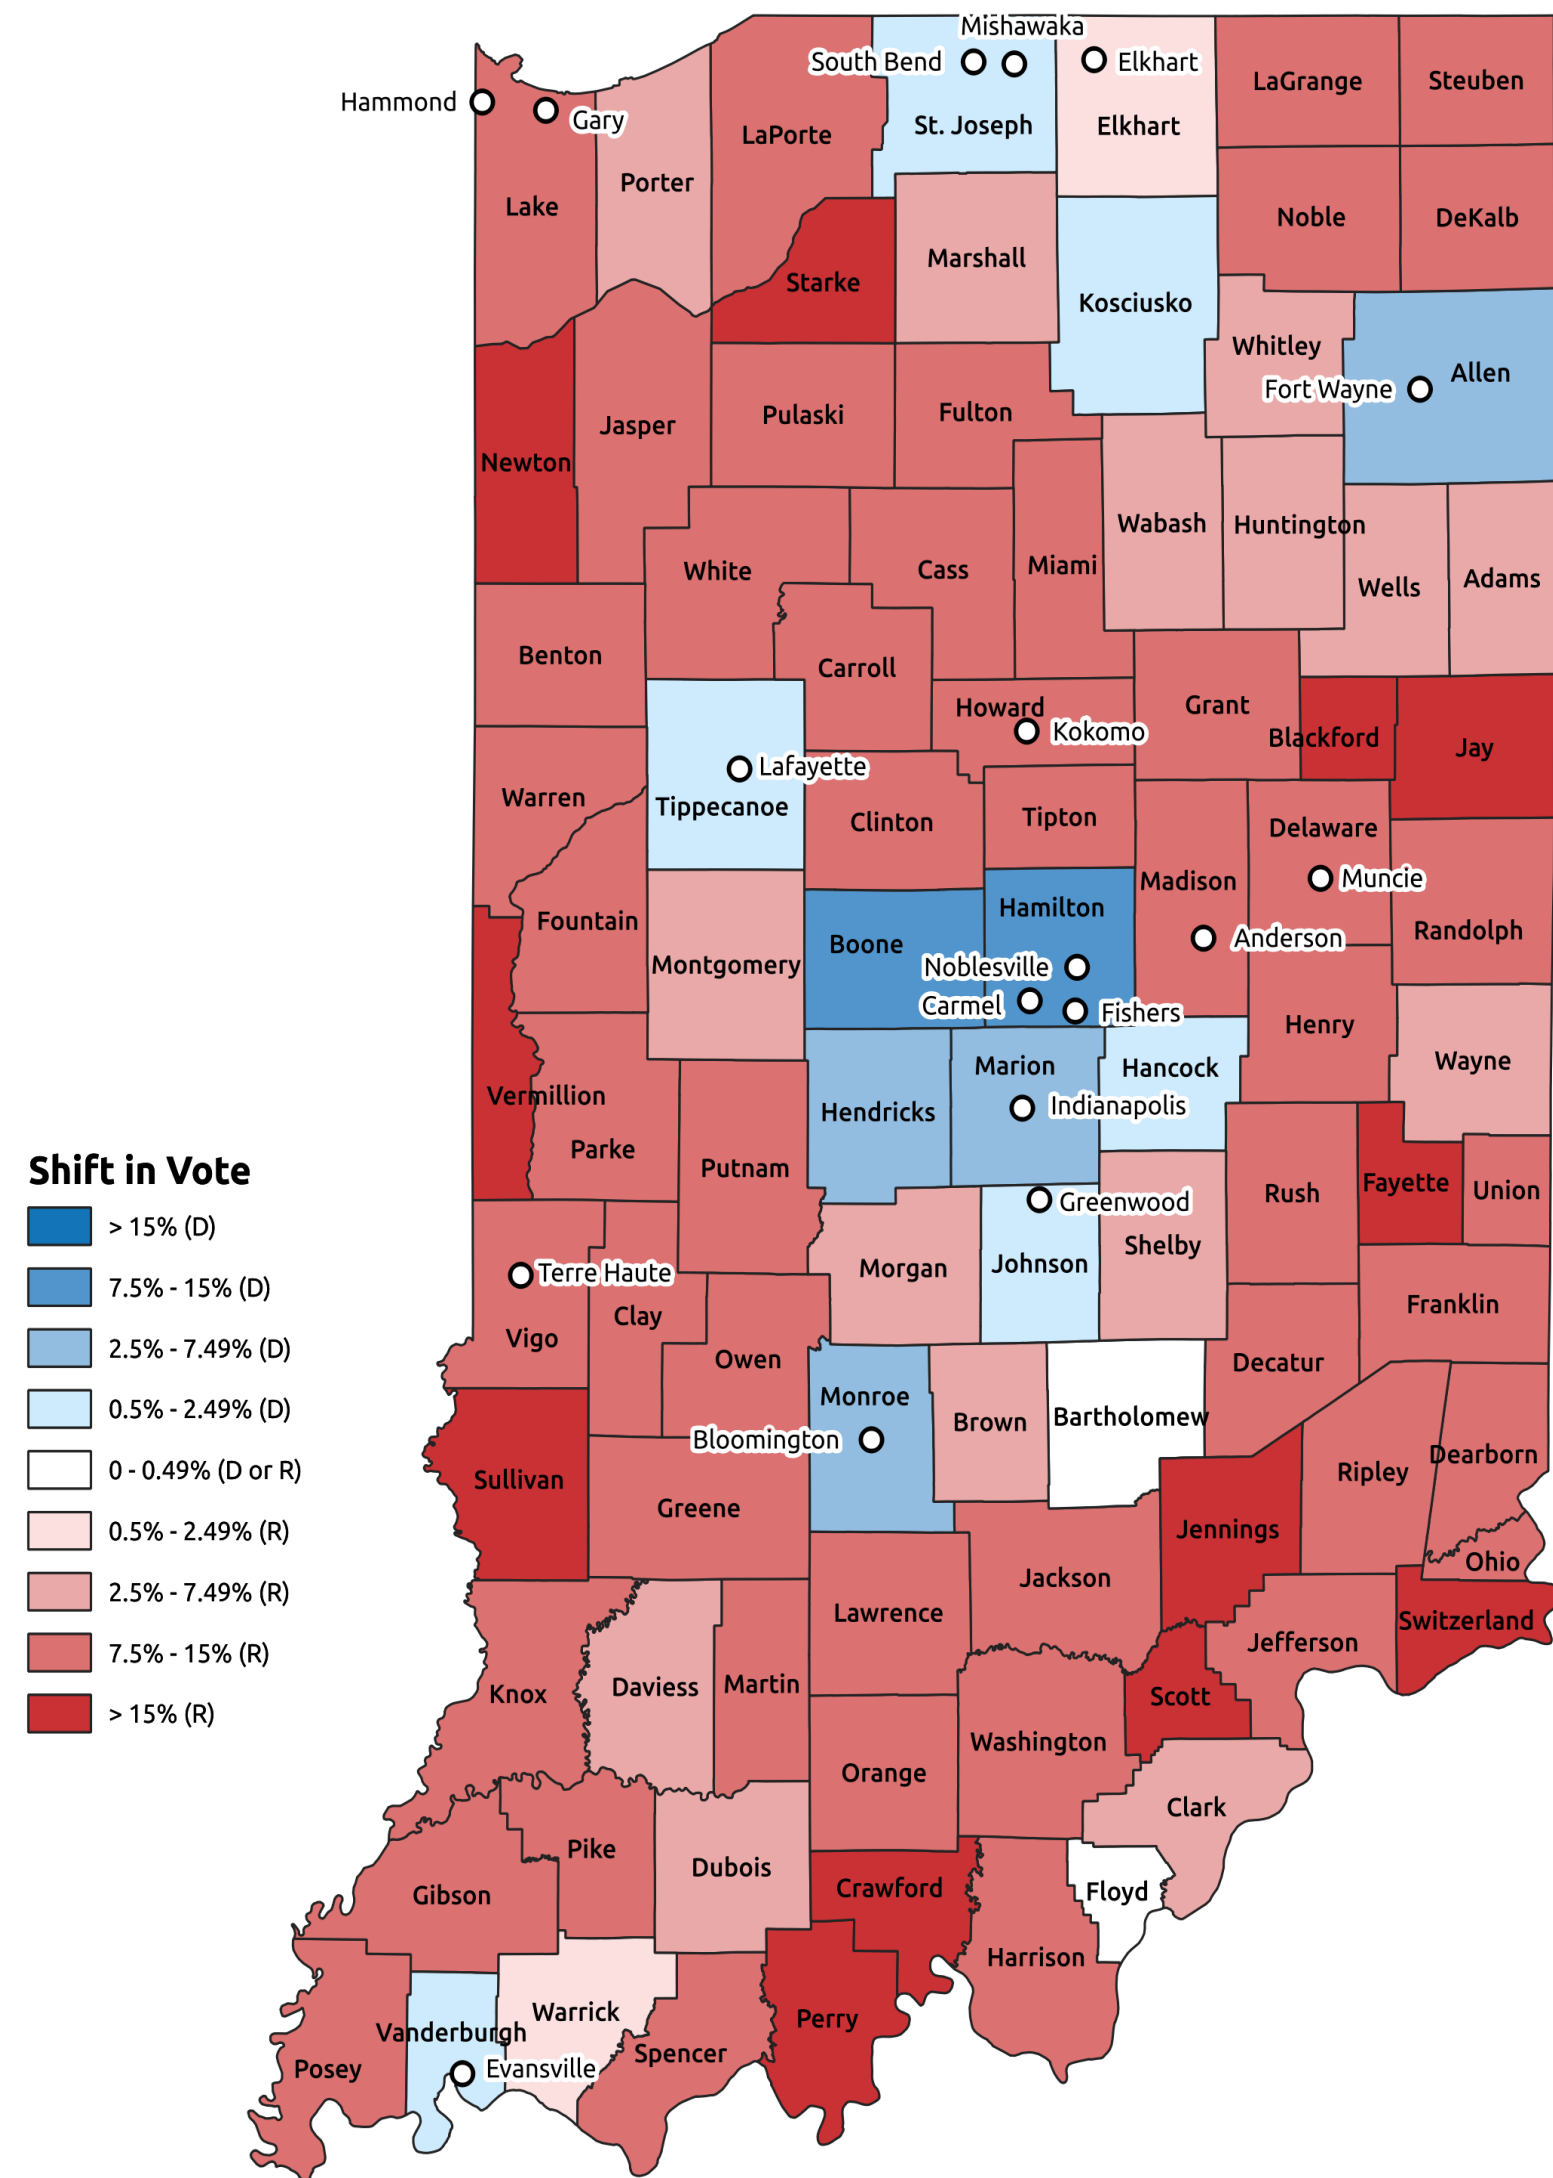 Mishawaka
South Bend
Elkhart
LaGrange
Steuben
Hammond
Gary
LaPorte
St. Joseph
Elkhart
Porter
Lake
Noble
DeKalb
Marshall
Starke
Kosciusko
Whitley
Allen
Fort Wayne
Pulaski
Fulton
Jasper
Newton
Wabash
Huntington
White
Cass
Miami
Wells
Adams
Benton
Carroll
Howard
Kokomo
Grant
Blackford
Jay
Lafayette
Warren
Tippecanoe
Clinton
Tipton
Delaware
Madison
Muncie
Hamilton
Fountain
Boone
Anderson
Randolph
Montgomery
Noblesville
Carmel
Fishers
Henry
Marion
Hancock
Wayne
Vermillion
Hendricks
Indianapolis
Parke
Putnam
Shift in Vote
Rush
Fayette
Union
Greenwood
> 15% (D)
Shelby
Johnson
Morgan
Terre Haute
7.5% - 15% (D)
Clay
Franklin
Vigo
2.5% - 7.49% (D)
Owen
Decatur
Monroe
0.5% - 2.49% (D)
Brown
Bartholomew
Bloomington
Dearborn
0 - 0.49% (D or R)
Ripley
Sullivan
Greene
0.5% - 2.49% (R)
Jennings
Ohio
Jackson
2.5% - 7.49% (R)
Lawrence
Switzerland
Jefferson
7.5% - 15% (R)
Daviess
Martin
Knox
Scott
> 15% (R)
Washington
Orange
Clark
Pike
Dubois
Crawford
Floyd
Gibson
Harrison
Warrick
Perry
Vanderburgh
Spencer
Posey
Evansville